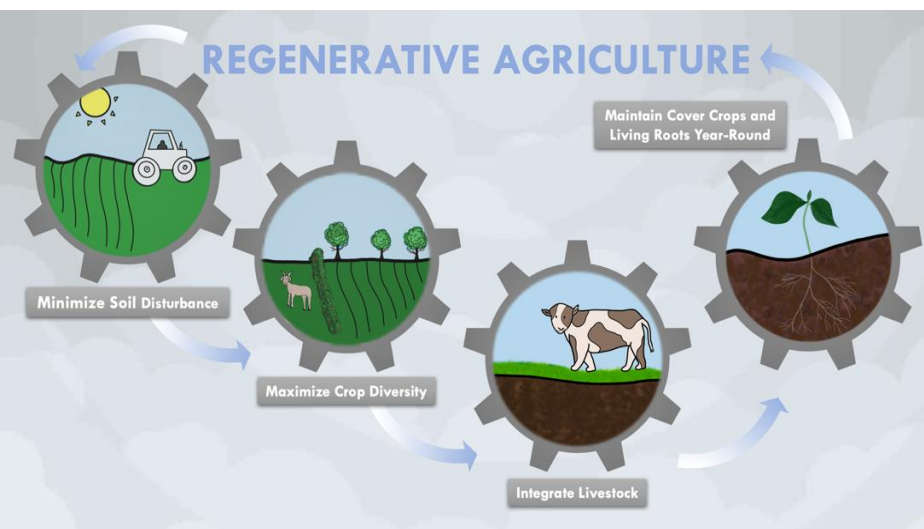 REGENERATIVE AGRICULTURE
Maintain Cover Crops and
Living Roots Year-Round
Minimize Soil Disturbance
Maximize Crop Diversity
Integrate Livestock